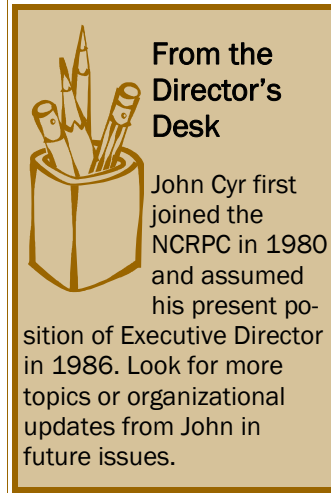 From the
Director's
Desk
John Cyr first
joined the
NCRPC in 1980
and assumed
his present po-
sition of Executive Director
in 1986. Look for more
topics or organizational
updates from John in
future issues.